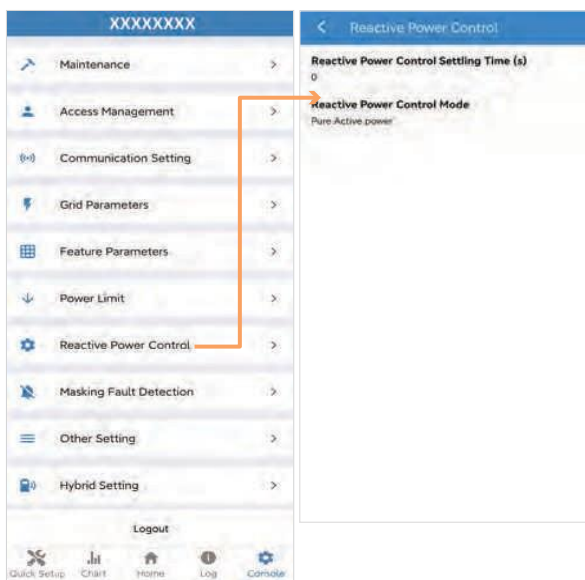 XXXXXXXX
Maintenance
Access Management
Communication Setting
Grid Parameters
Feature Parameters
Power Limit
Reactive Power Control
Masking Fault Detection
Other Setting
Hybrid Setting
Logout
Quick Setup Chart Home Log Console
Reactive Power Control
Reactive Power Control Settling Time (s)
0
Reactive Power Control Mode
Pure Active power